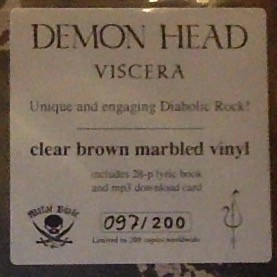 DEMON HEAD
VISCERA
Unique and engaging Diabolic Rock!
clear brown marbled vinyl
includes 28-p lyric book
and mp3 download card
Metal Blade
097/200
Limited to 200 copies worldwide